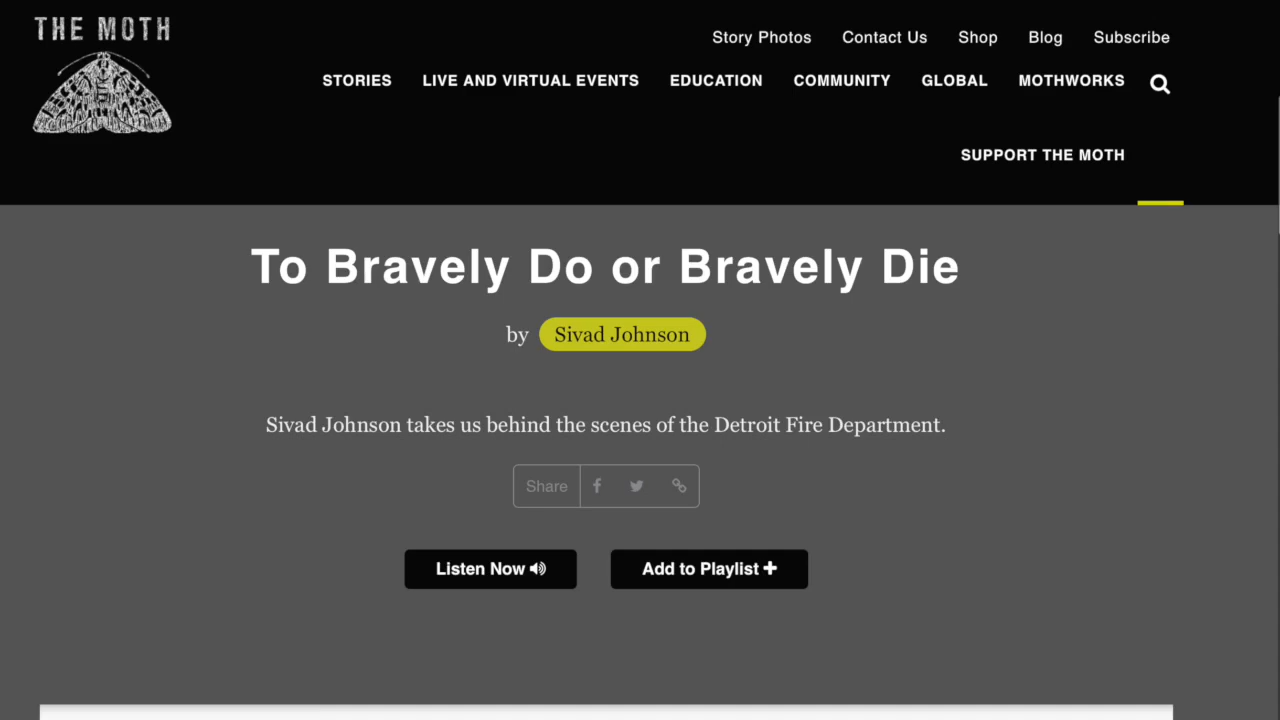 THE MOTH
Story Photos Contact Us Shop Blog Subscribe
STORIES LIVE AND VIRTUAL EVENTS EDUCATION COMMUNITY GLOBAL MOTHWORKS
SUPPORT THE MOTH
To Bravely Do or Bravely Die
by Sivad Johnson
Sivad Johnson takes us behind the scenes of the Detroit Fire Department.
Share
Listen Now Add to Playlist